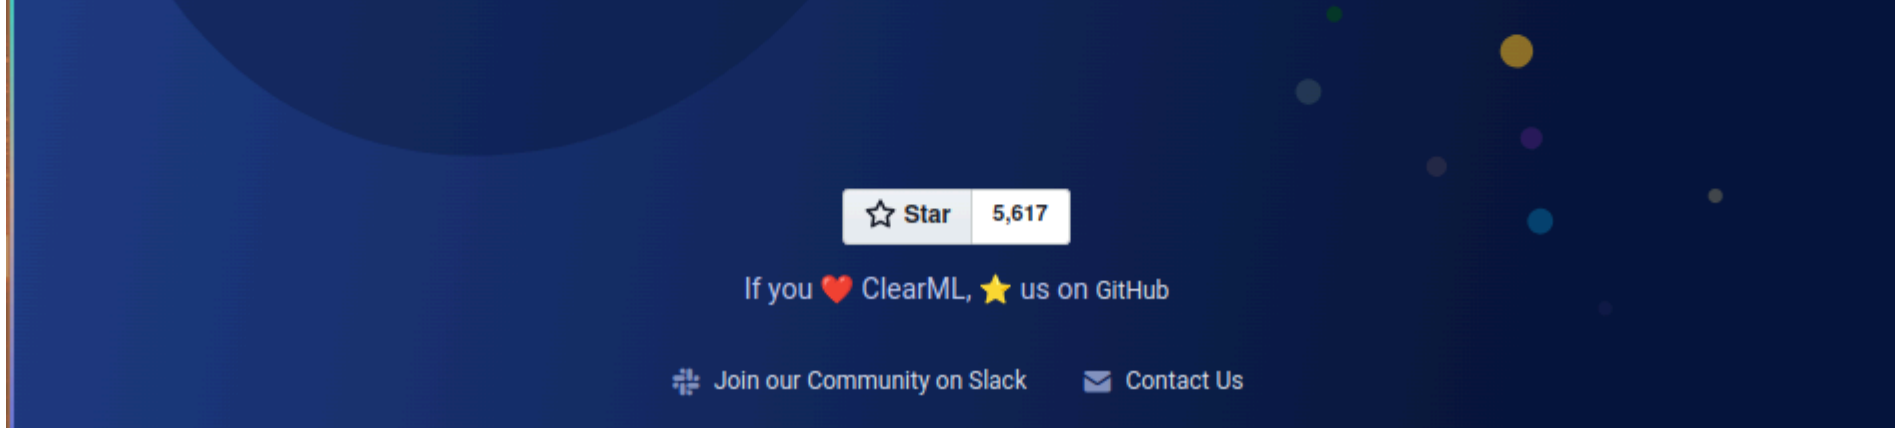 Star 5,617
If you ❤️ ClearML, ⭐ us on GitHub
Join our Community on Slack Contact Us